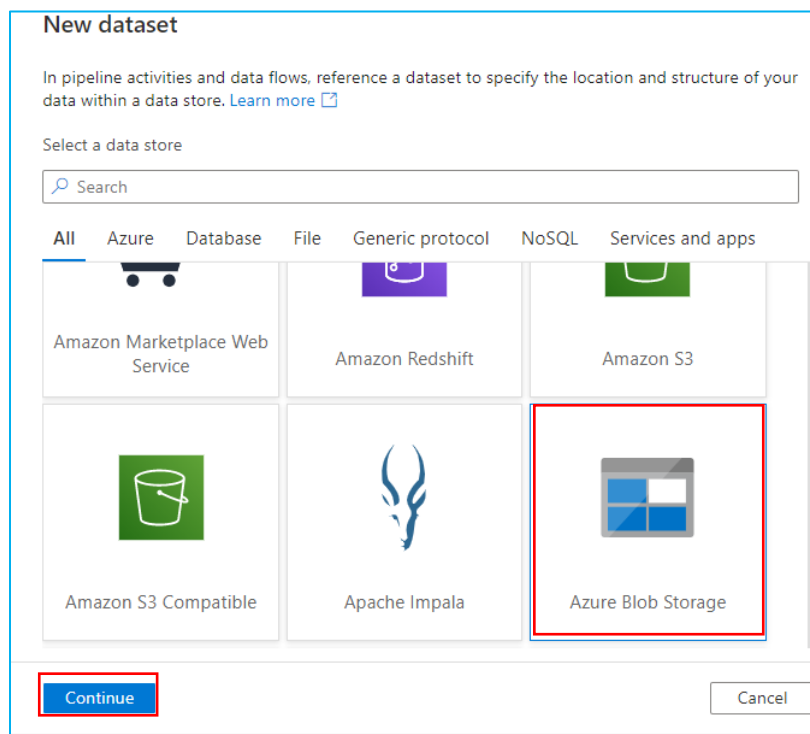 New dataset
In pipeline activities and data flows, reference a dataset to specify the location and structure of your
data within a data store. Learn more
Select a data store
Search
All Azure Database File Generic protocol NoSQL Services and apps
Amazon Marketplace Web
Service
Amazon Redshift
Amazon S3
Amazon S3 Compatible
Apache Impala
Azure Blob Storage
Continue
Cancel